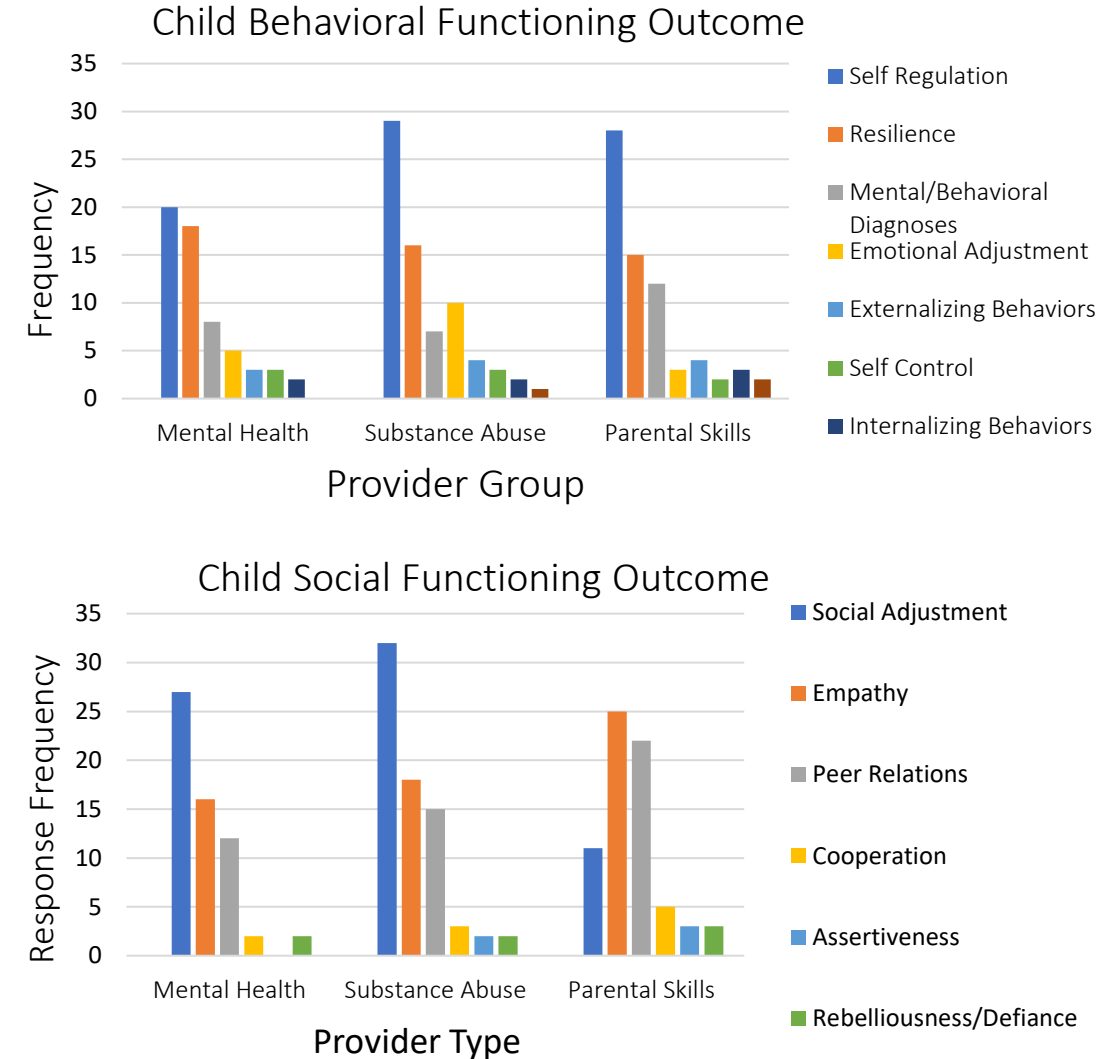 Child Behavioral Functioning Outcome
35
30
25
20
15
10
5
0
Frequency
Mental Health
Substance Abuse
Parental Skills
Provider Group
Self Regulation
Resilience
Mental/Behavioral
Diagnoses
Emotional Adjustment
Externalizing Behaviors
Self Control
Internalizing Behaviors
Child Social Functioning Outcome
35
30
25
20
15
10
5
0
Response Frequency
Mental Health
Substance Abuse
Parental Skills
Provider Type
Social Adjustment
Empathy
Peer Relations
Cooperation
Assertiveness
Rebelliousness/Defiance